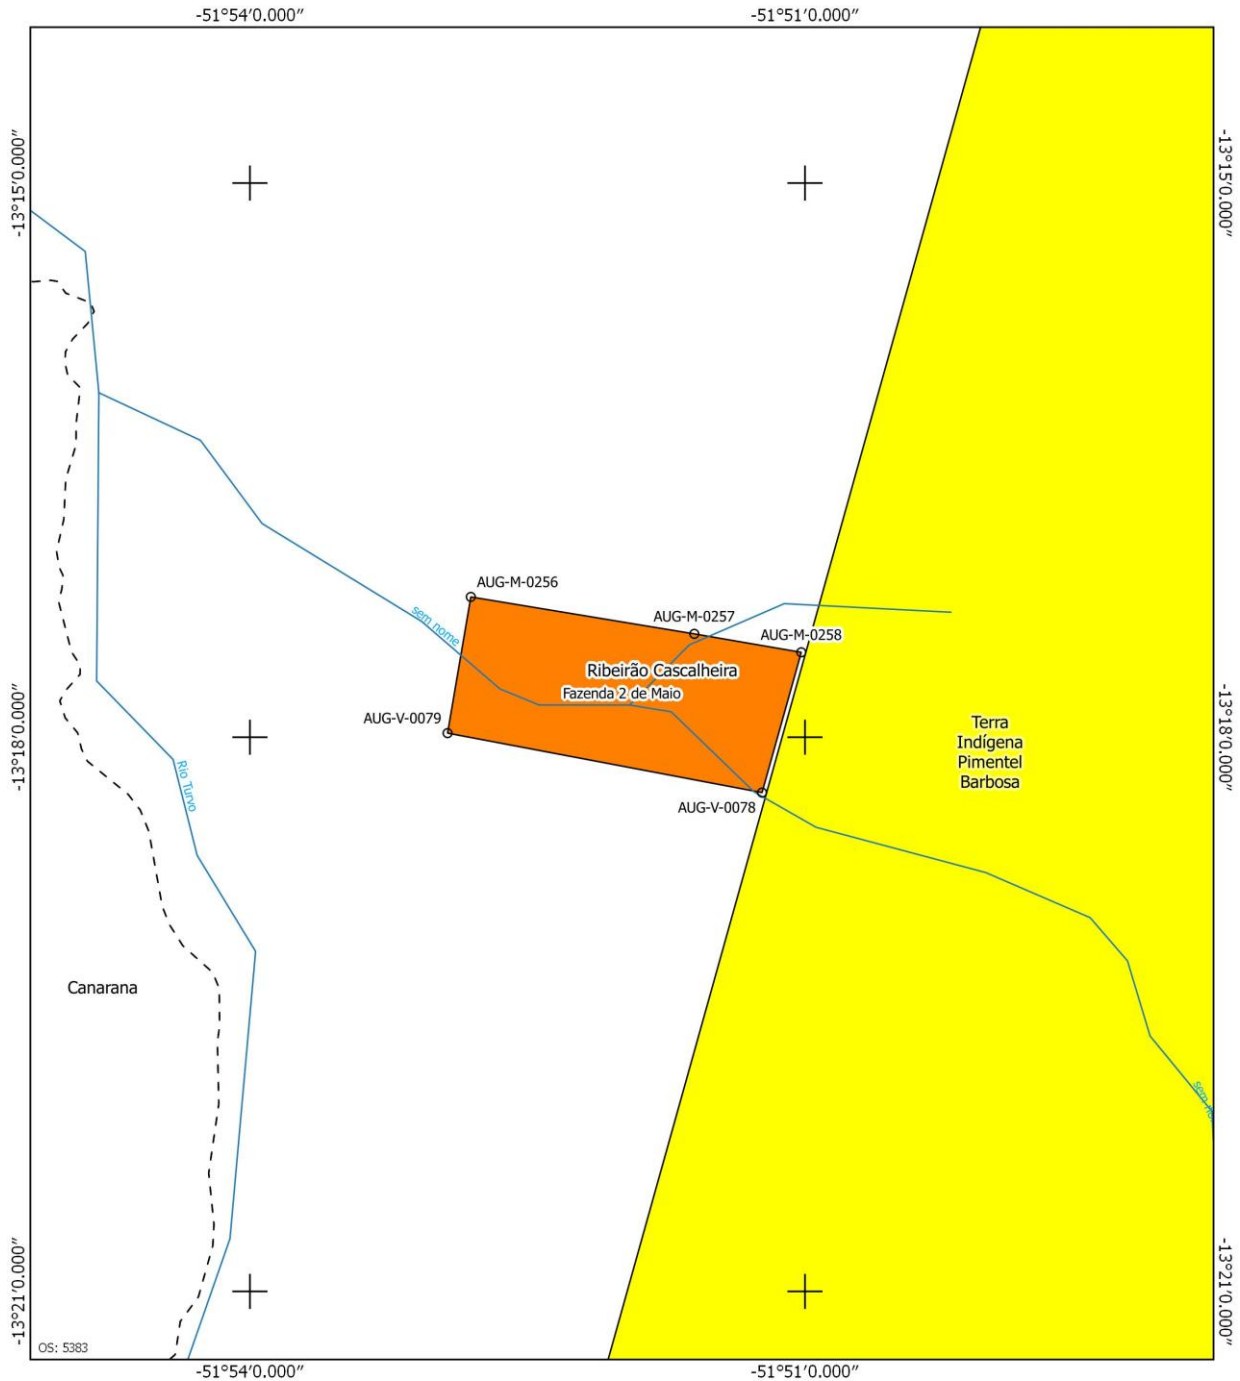 -51°54′0.000″
-51°51′0.000″
-13°15′0.000″
-13°15′0.000″
AUG-M-0256
AUG-M-0257
AUG-M-0258
sem nome
Ribeirão Cascalheira
Fazenda 2 de Maio
AUG-V-0079
AUG-V-0078
-13°18′0.000″
-13°18′0.000″
Terra
Indígena
Pimentel
Barbosa
Rio Turvo
Canarana
sem
-13°21′0.000″
-13°21′0.000″
OS: 5383
-51°54′0.000″
-51°51′0.000″